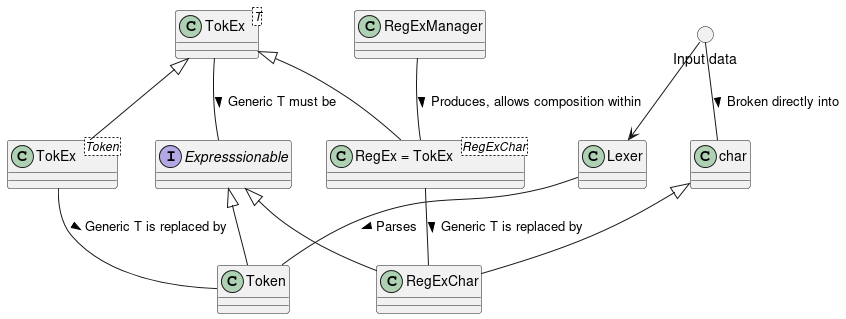 C TokEx T
C RegExManager
Input data
Generic T must be
Produces, allows composition within
Broken directly into
C TokEx Token
I Expresssionable
C RegEx = TokEx RegExChar
C Lexer
C char
Generic T is replaced by
Parses
Generic T is replaced by
C Token
C RegExChar